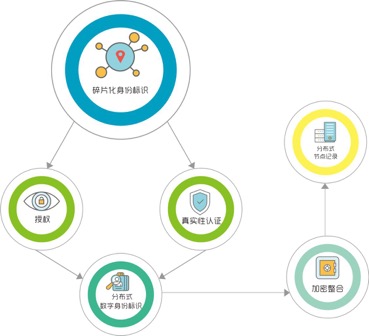 碎片化身份标识
分布式
节点记录
授权
真实性认证
分布式
数字身份标识
加密整合